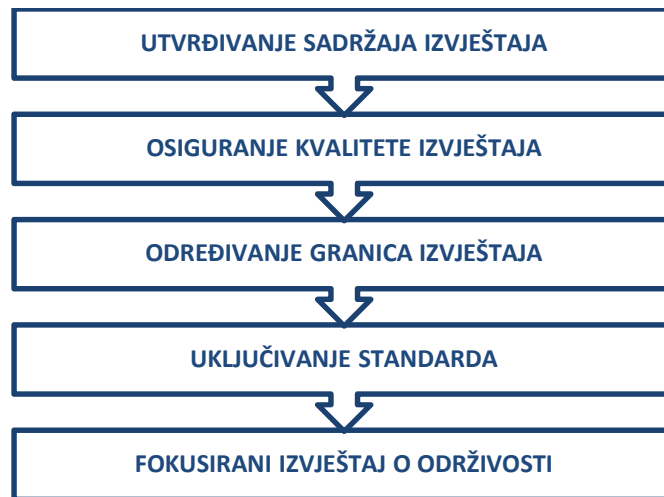 UTVRĐIVANJE SADRŽAJA IZVJEŠTAJA
OSIGURANJE KVALITETE IZVJEŠTAJA
ODREĐIVANJE GRANICA IZVJEŠTAJA
UKLJUČIVANJE STANDARDA
FOKUSIRANI IZVJEŠTAJ O ODRŽIVOSTI